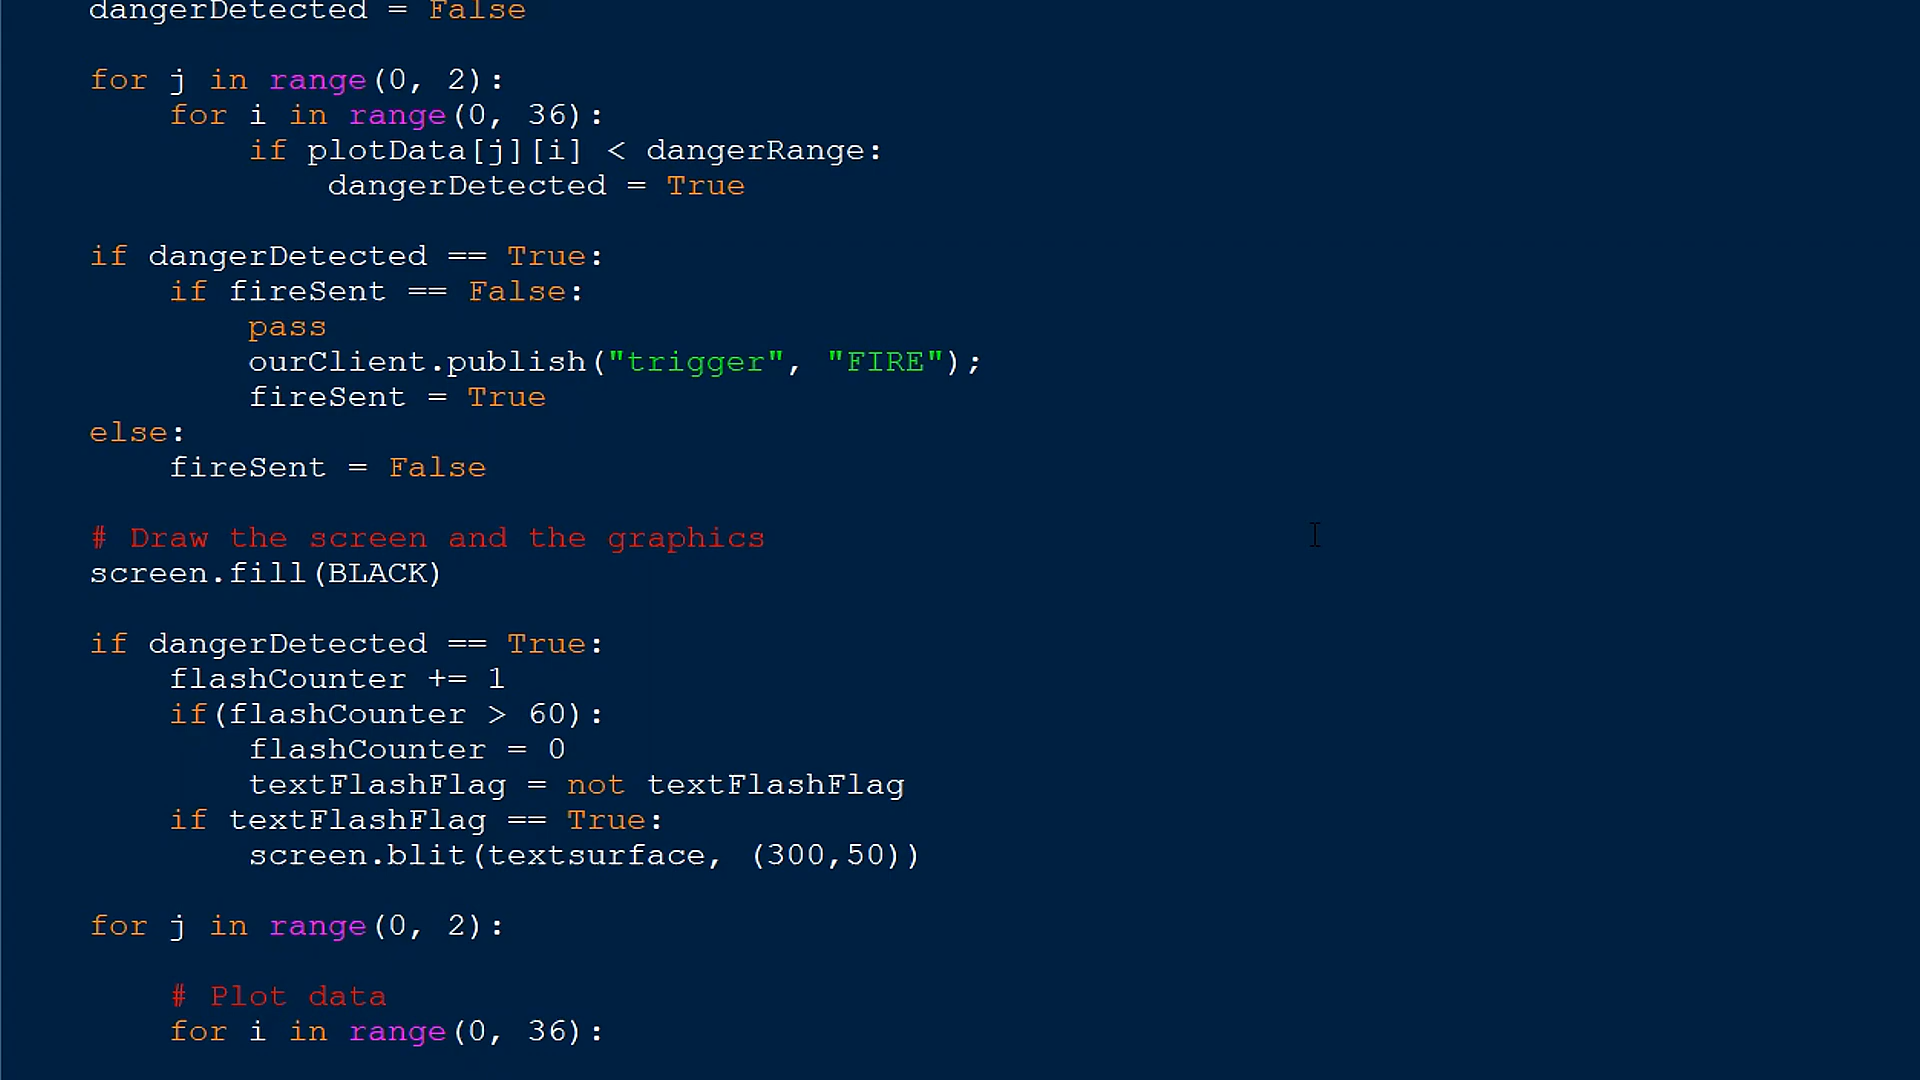 dangerDetected = False
for j in range(0, 2):
for i in range(0, 36):
if plotData[j][i] < dangerRange:
dangerDetected = True
if dangerDetected == True:
if fireSent == False:
pass
ourClient.publish("trigger", "FIRE");
fireSent = True
else:
fireSent = False
# Draw the screen and the graphics
screen.fill(BLACK)
if dangerDetected == True:
flashCounter += 1
if(flashCounter > 60):
flashCounter = 0
textFlashFlag = not textFlashFlag
if textFlashFlag == True:
screen.blit(textsurface, (300,50))
for j in range(0, 2):
# Plot data
for i in range(0, 36):